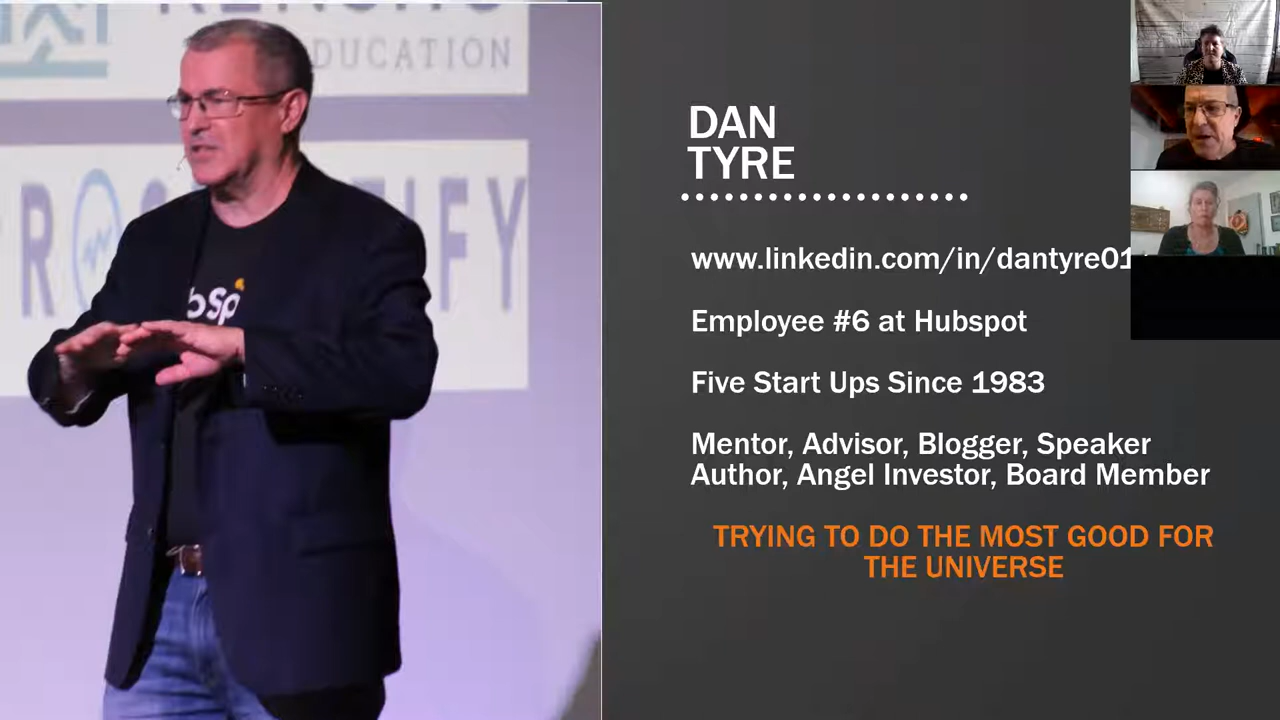 EDUCATION
DAN
TYRE
www.linkedin.com/in/dantyre01
Employee #6 at Hubspot
Five Start Ups Since 1983
Mentor, Advisor, Blogger, Speaker
Author, Angel Investor, Board Member
TRYING TO DO THE MOST GOOD FOR
THE UNIVERSE